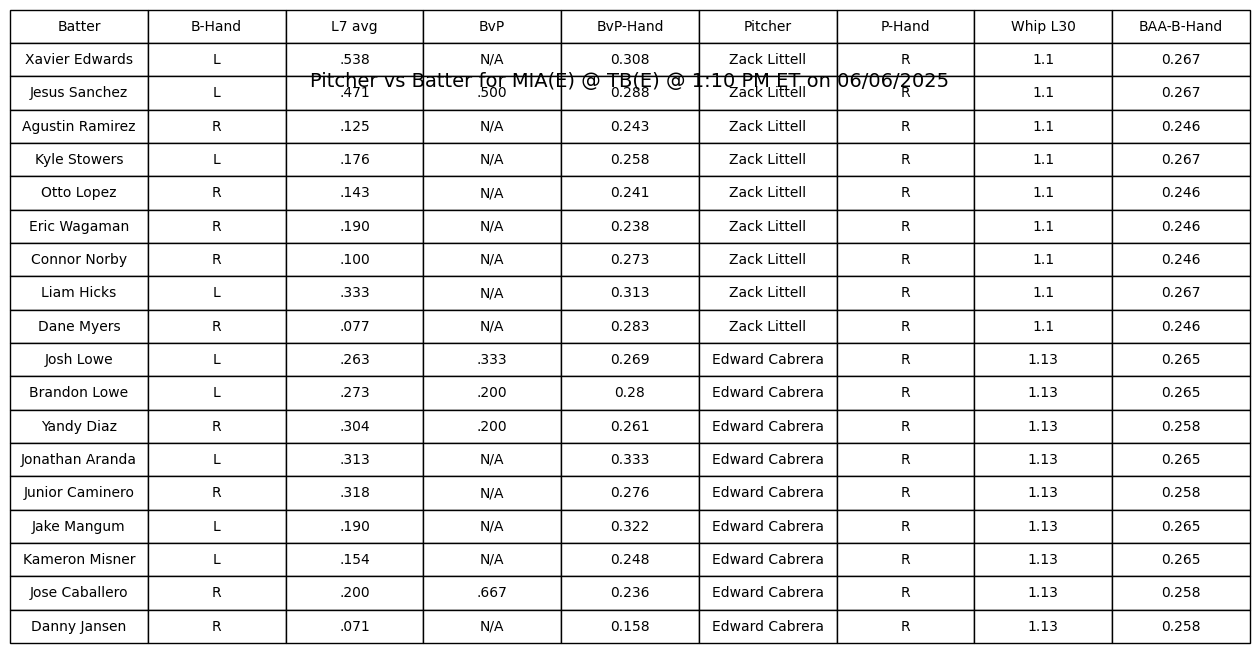 Batter B-Hand L7 avg BvP BvP-Hand Pitcher P-Hand Whip L30 BAA-B-Hand
Xavier Edwards L .538 N/A 0.308 Zack Littell R 1.1 0.267
Pitcher vs Batter for MIA(E) @ TB(E) @ 1:10 PM ET on 06/06/2025
Jesus Sanchez L .471 .500 0.288 Zack Littell R 1.1 0.267
Agustin Ramirez R .125 N/A 0.243 Zack Littell R 1.1 0.246
Kyle Stowers L .176 N/A 0.258 Zack Littell R 1.1 0.267
Otto Lopez R .143 N/A 0.241 Zack Littell R 1.1 0.246
Eric Wagaman R .190 N/A 0.238 Zack Littell R 1.1 0.246
Connor Norby R .100 N/A 0.273 Zack Littell R 1.1 0.246
Liam Hicks L .333 N/A 0.313 Zack Littell R 1.1 0.267
Dane Myers R .077 N/A 0.283 Zack Littell R 1.1 0.246
Josh Lowe L .263 .333 0.269 Edward Cabrera R 1.13 0.265
Brandon Lowe L .273 .200 0.28 Edward Cabrera R 1.13 0.265
Yandy Diaz R .304 .200 0.261 Edward Cabrera R 1.13 0.258
Jonathan Aranda L .313 N/A 0.333 Edward Cabrera R 1.13 0.265
Junior Caminero R .318 N/A 0.276 Edward Cabrera R 1.13 0.258
Jake Mangum L .190 N/A 0.322 Edward Cabrera R 1.13 0.265
Kameron Misner L .154 N/A 0.248 Edward Cabrera R 1.13 0.265
Jose Caballero R .200 .667 0.236 Edward Cabrera R 1.13 0.258
Danny Jansen R .071 N/A 0.158 Edward Cabrera R 1.13 0.258